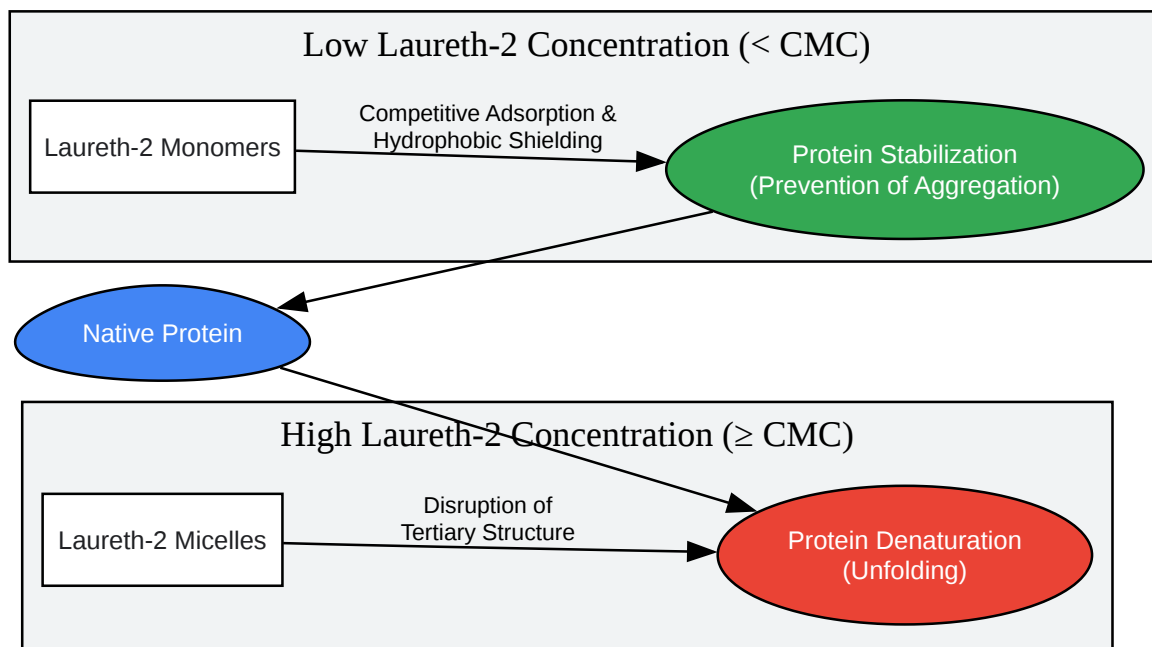 Low Laureth-2 Concentration (< CMC)
Laureth-2 Monomers
Competitive Adsorption &
Hydrophobic Shielding
Protein Stabilization
(Prevention of Aggregation)
Native Protein
High Laureth-2 Concentration (≥ CMC)
Laureth-2 Micelles
Disruption of
Tertiary Structure
Protein Denaturation
(Unfolding)